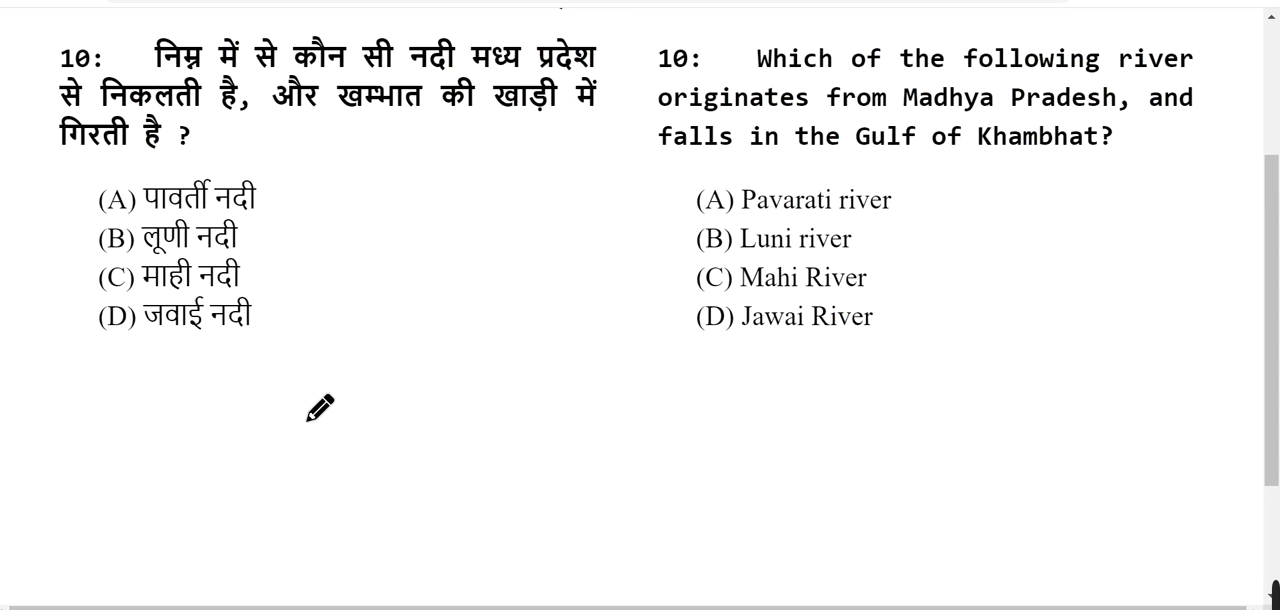 10: निम्न में से कौन सी नदी मध्य प्रदेश
से निकलती है, और खम्भात की खाड़ी में
गिरती है ?
(A) पावर्ती नदी
(B) लूणी नदी
(C) माही नदी
(D) जवाई नदी
10: Which of the following river
originates from Madhya Pradesh, and
falls in the Gulf of Khambhat?
(A) Pavarati river
(B) Luni river
(C) Mahi River
(D) Jawai River